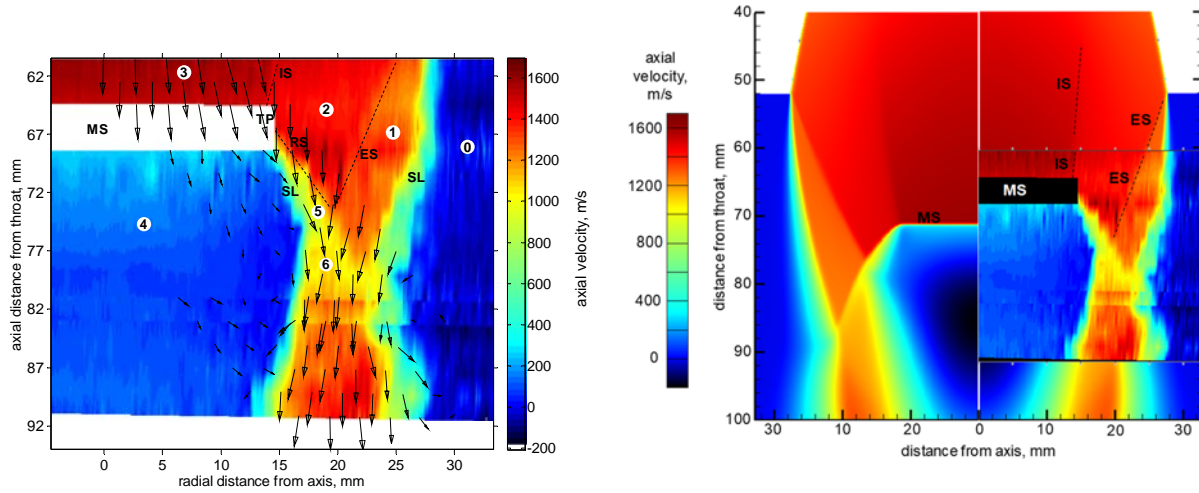 62
67
72
77
82
87
92
axial distance from throat, mm
0
5
10
15
20
25
30
radial distance from axis, mm
3
IS
2
MS
TP
1
RS
ES
0
SL
SL
5
4
6
1600
1400
1200
1000
800
600
400
200
0
-200
axial velocity, m/s
axial
velocity,
m/s
1600
1200
800
400
0
distance from throat, mm
40
50
60
70
80
90
100
IS
ES
IS
MS
ES
MS
30
20
10
0
10
20
30
distance from axis, mm